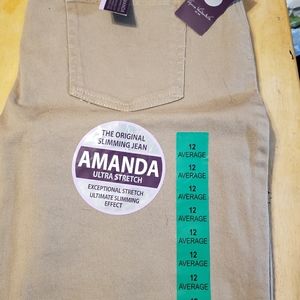 THE ORIGINAL
SLIMMING JEAN
AMANDA
ULTRA STRETCH
EXCEPTIONAL STRETCH
ULTIMATE SLIMMING
EFFECT
12
AVERAGE
12
AVERAGE
12
AVERAGE
12
AVERAGE
12
AVERAGE
12
AVERAGE
12
AVERAGE